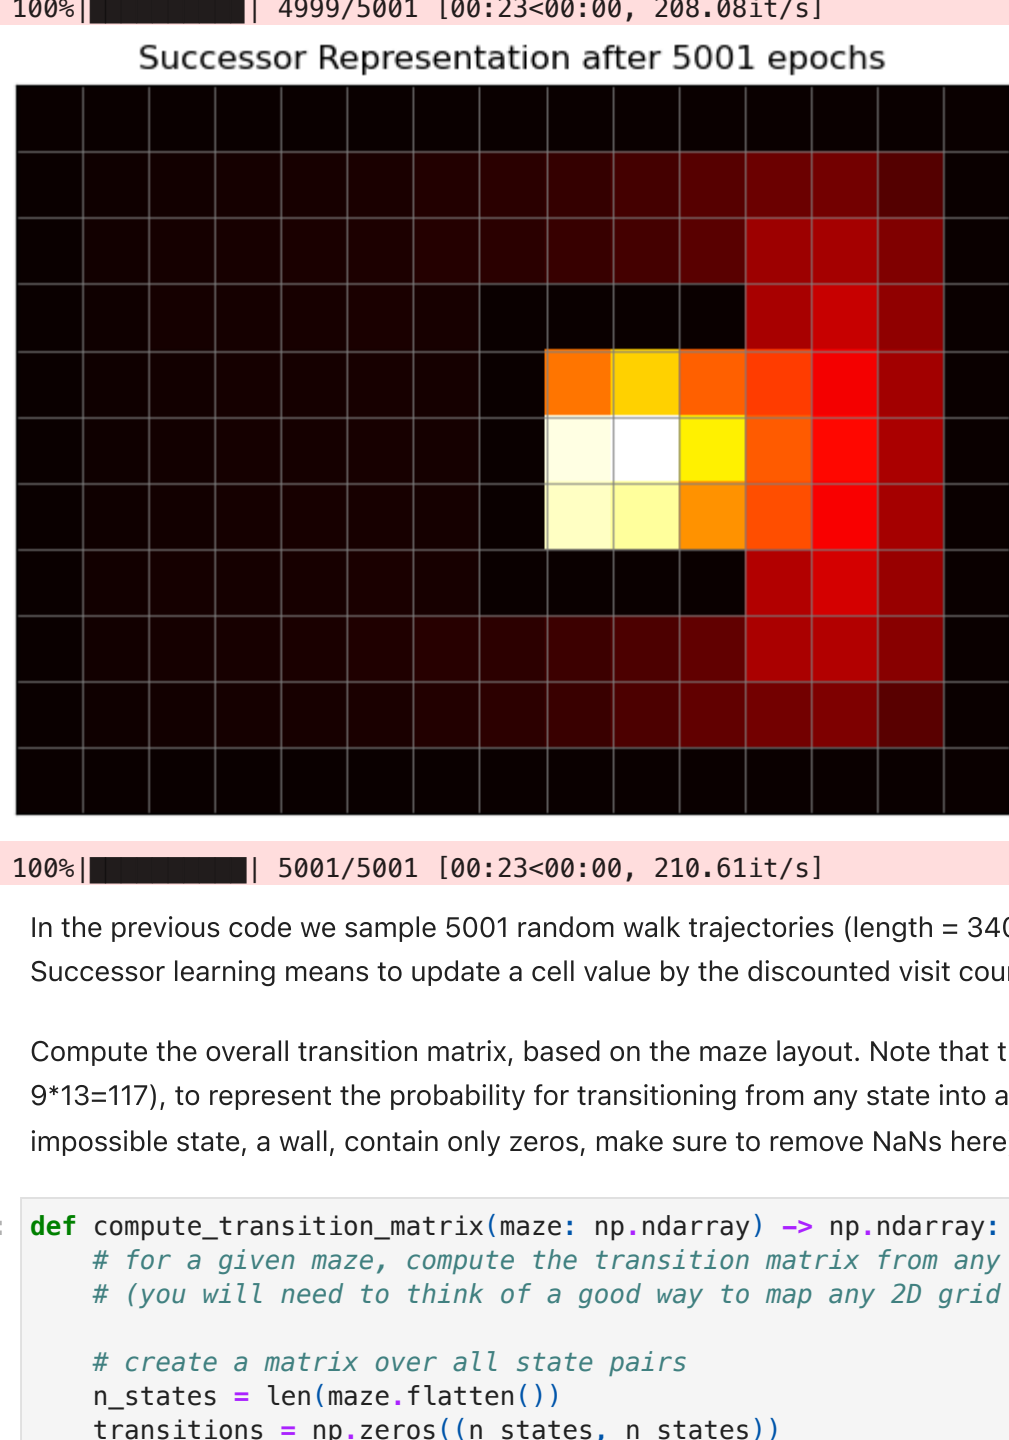 100%|██████████| 4999/5001 [00:23<00:00, 208.08it/s]
Successor Representation after 5001 epochs
100%|██████████| 5001/5001 [00:23<00:00, 210.61it/s]
In the previous code we sample 5001 random walk trajectories (length = 340
Successor learning means to update a cell value by the discounted visit
Compute the overall transition matrix, based on the maze layout. Note that
9*13=117), to represent the probability for transitioning from any state into
impossible state, a wall, contain only zeros, make sure to remove NaNs here
def compute_transition_matrix(maze: np.ndarray) -> np.ndarray:
    # for a given maze, compute the transition matrix from any
    # (you will need to think of a good way to map any 2D grid
    # create a matrix over all state pairs
    n_states = len(maze.flatten())
    transitions = np.zeros((n_states, n_states))